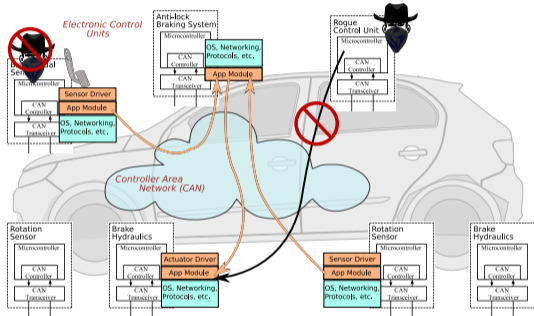 Electronic Control
Units
Anti-lock
Braking System
Microcontroller
CAN
Controller
CAN
Transceiver
OS, Networking,
Protocols, etc.
App Module
Rogue
Control Unit
Microcontroller
CAN
Controller
CAN
Transceiver
Microcontroller
CAN
Controller
CAN
Transceiver
Sensor Driver
App Module
OS, Networking,
Protocols, etc.
Controller Area
Network (CAN)
Rotation
Sensor
Microcontroller
CAN
Controller
CAN
Transceiver
Brake
Hydraulics
Microcontroller
CAN
Controller
CAN
Transceiver
Actuator Driver
App Module
OS, Networking,
Protocols, etc.
Sensor Driver
App Module
OS, Networking,
Protocols, etc.
Rotation
Sensor
Microcontroller
CAN
Controller
CAN
Transceiver
Brake
Hydraulics
Microcontroller
CAN
Controller
CAN
Transceiver